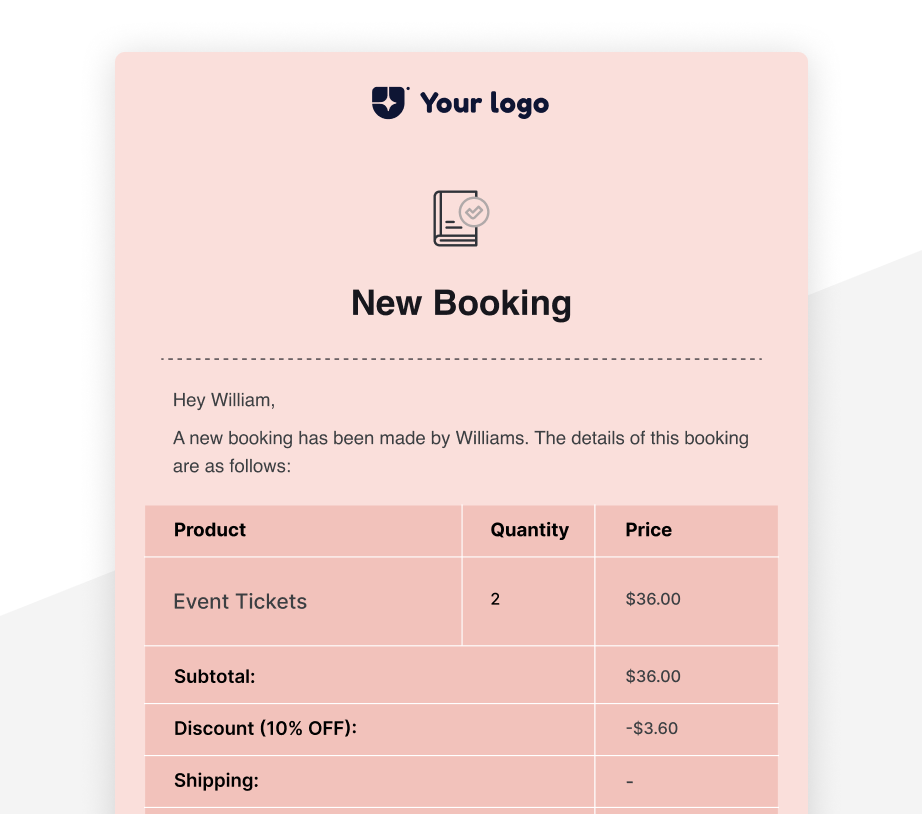 Your logo
New Booking
Hey William,
A new booking has been made by Williams. The details of this booking
are as follows:
Product Quantity Price
Event Tickets 2 $36.00
Subtotal: $36.00
Discount (10% OFF): -$3.60
Shipping: -